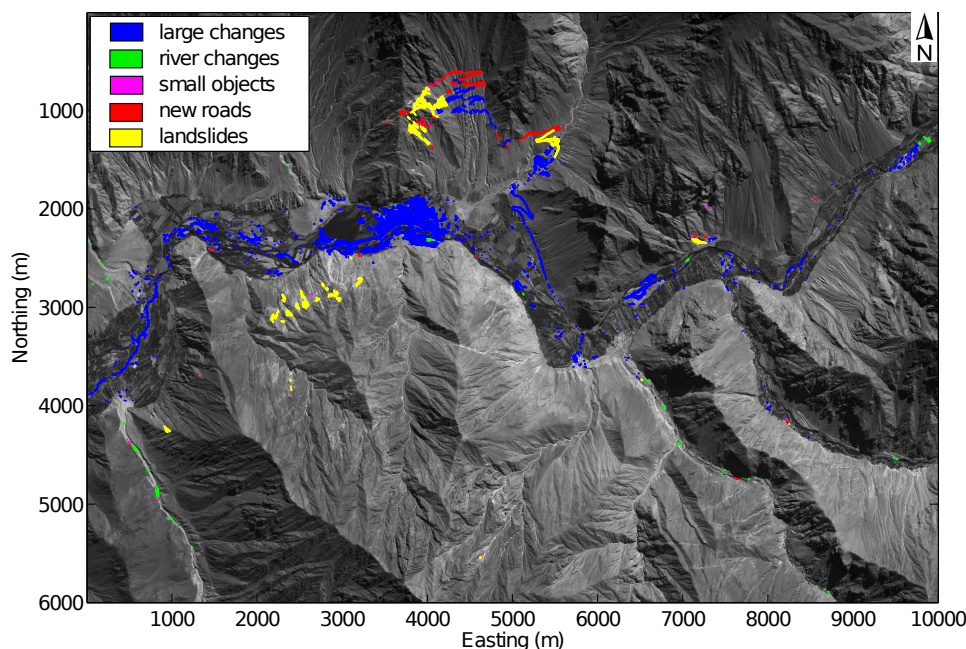 large changes
river changes
small objects
new roads
landslides
N
1000
2000
3000
4000
5000
6000
Northing (m)
1000 2000 3000 4000 5000 6000 7000 8000 9000 10000
Easting (m)